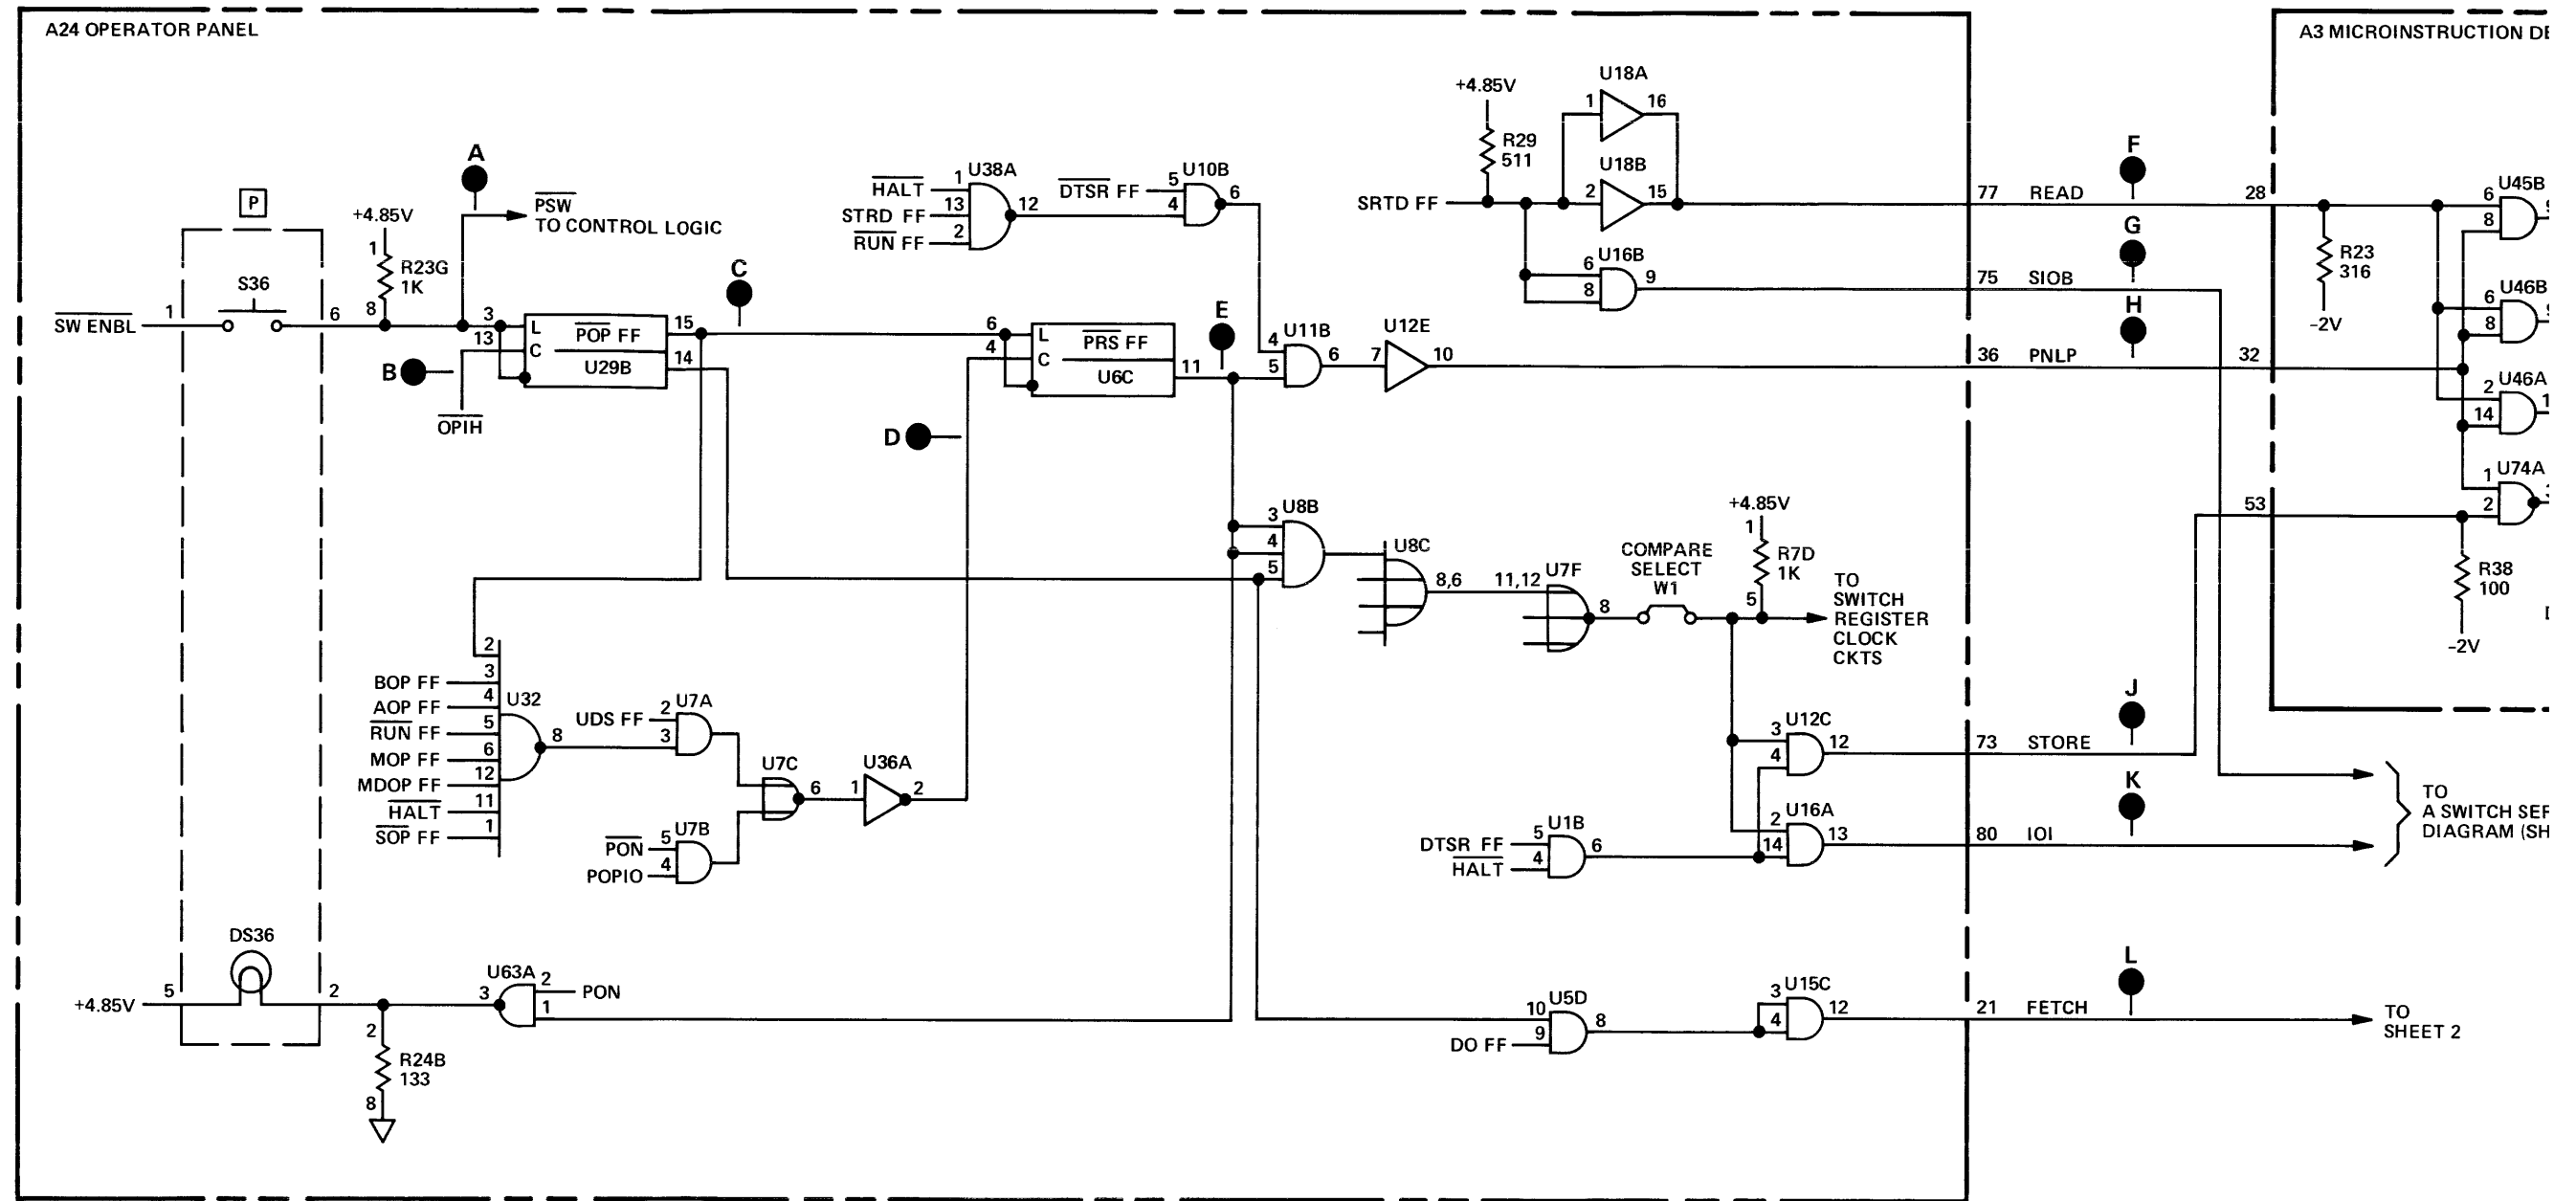 A24 OPERATOR PANEL
A3 MICROINSTRUCTION
P
S36
SW ENBL
1
6
+4.85V
1
R23G
1K
8
A
PSW
TO CONTROL LOGIC
3
13
L
C
POP FF
U29B
15
14
B
OPIH
C
U38A
HALT
1
STRD FF
13
RUN FF
2
12
DTSR FF
5
4
U10B
6
6
4
L
C
PRS FF
U6C
11
D
E
4
5
U11B
6
7
U12E
10
+4.85V
R29
511
SRTD FF
U18A
1
16
U18B
2
15
U16B
6
8
9
77
READ
28
F
G
75
SIOB
H
36
PNLP
32
R23
316
−2V
U45B
6
8
U46B
6
8
U46A
2
14
U74A
1
2
53
R38
100
−2V
U8B
3
4
5
U8C
8,6
11,12
U7F
8
COMPARE
SELECT
W1
+4.85V
1
R7D
1K
5
TO
SWITCH
REGISTER
CLOCK
CKTS
2
BOP FF
3
AOP FF
4
RUN FF
5
MOP FF
6
MDOP FF
12
HALT
11
SOP FF
1
U32
8
UDS FF
2
3
U7A
PON
5
POPIO
4
U7B
U7C
6
1
U36A
2
U12C
3
4
12
73
STORE
J
K
DTSR FF
5
HALT
4
U1B
6
U16A
2
14
13
80
IOI
TO
A SWITCH
DIAGRAM
DS36
+4.85V
5
2
2
R24B
133
8
U63A
3
2
PON
1
U5D
10
DO FF
9
8
U15C
3
4
12
21
FETCH
L
TO
SHEET 2